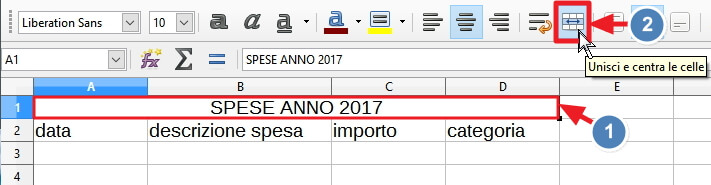 Liberation Sans 10 a
2
A1 SPESE ANNO 2017
Unisci e centra le celle
A B C D E
1 SPESE ANNO 2017
2 data descrizione spesa importo categoria
1
3
4